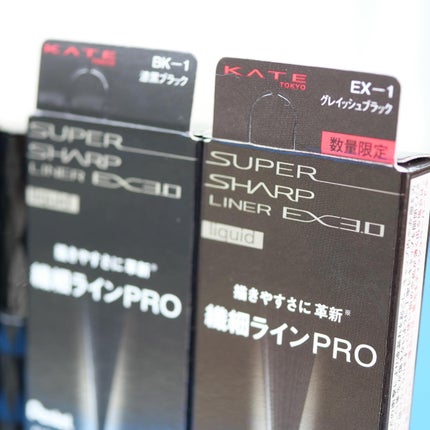 KATE
BK-1
漆黒ブラック
SUPER
SHARP
LINER EX3.0
liquid
描きやすさに革新※
繊細ラインPRO
KATE
TOKYO
EX-1
グレイッシュブラック
数量限定
SUPER
SHARP
LINER EX3.0
liquid
描きやすさに革新※
繊細ラインPRO